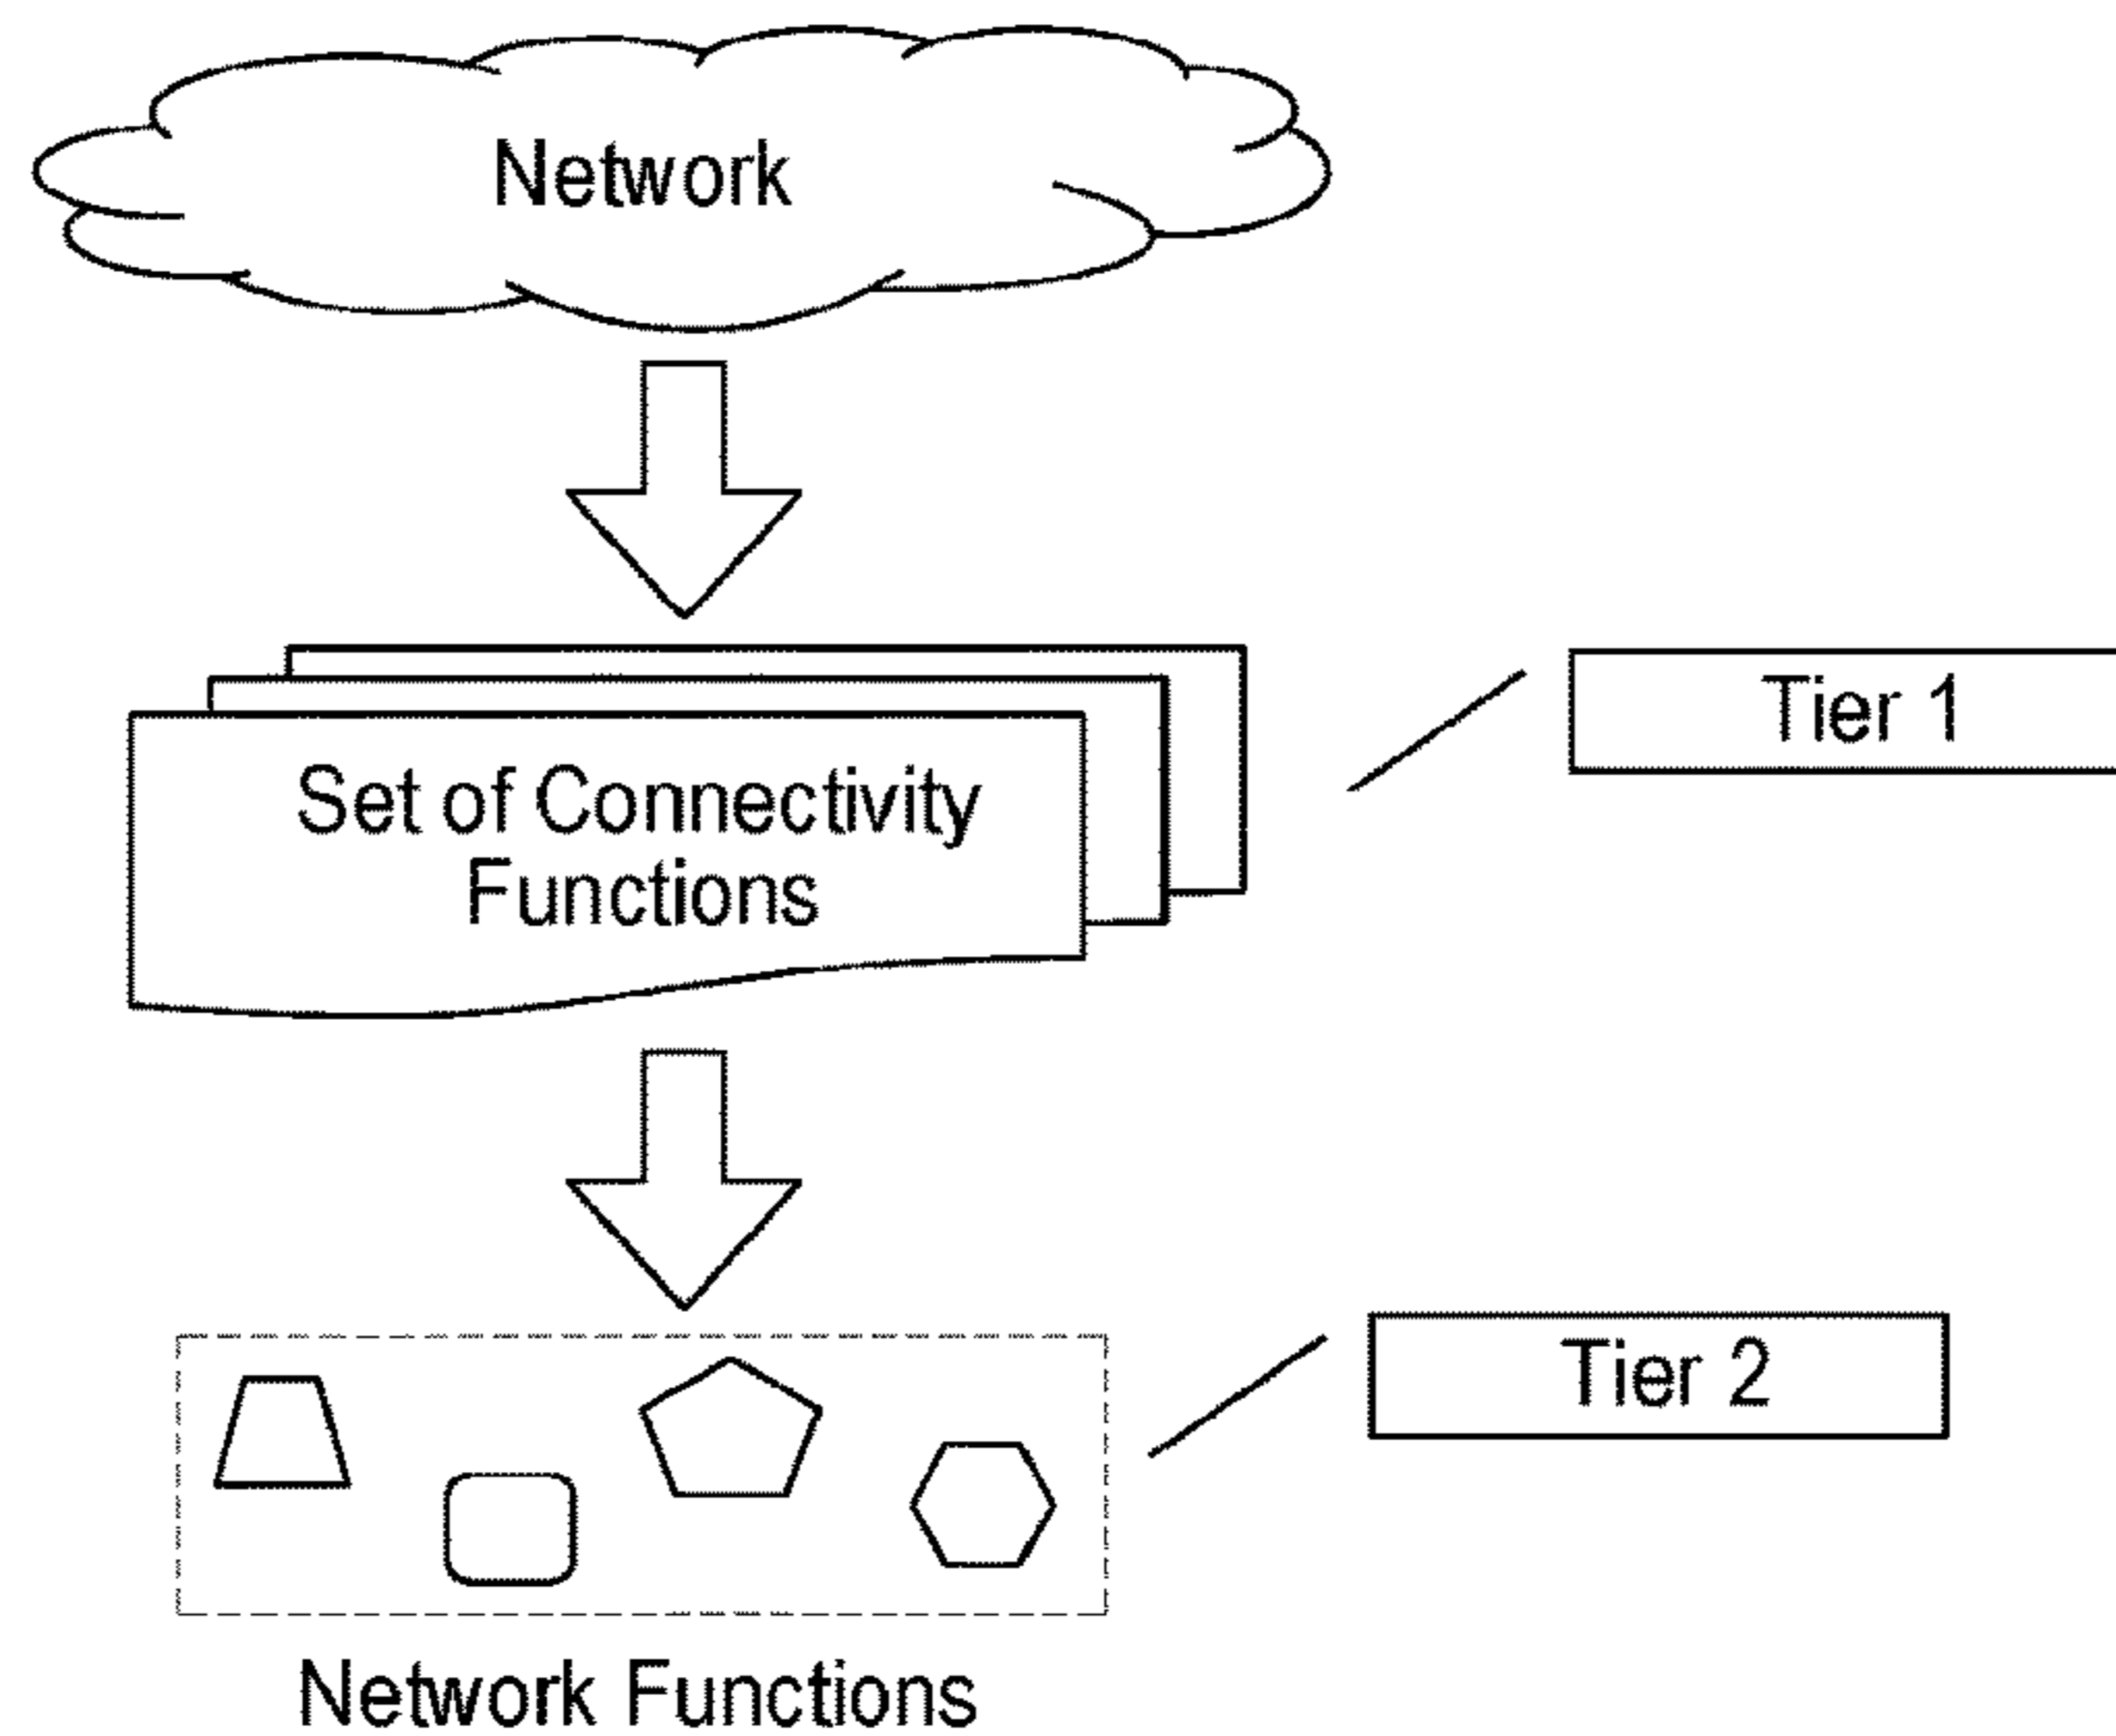 Network
Set of Connectivity
Functions
Tier 1
Tier 2
Network Functions